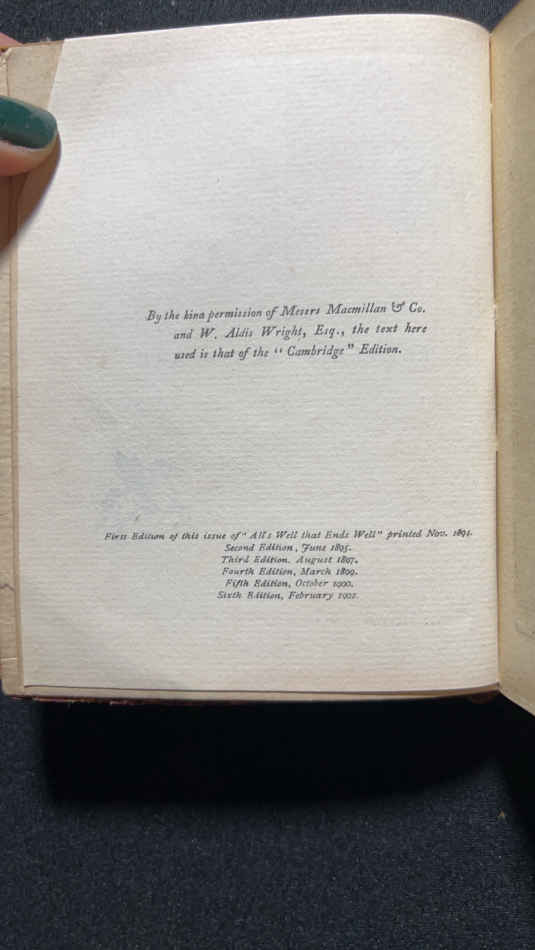 By the kina permission of Messrs Macmillan & Co.
and W. Aldis Wright, Esq., the text here
used is that of the “Cambridge” Edition.
First Edition of this issue of “All's Well that Ends Well” printed Nov. 1894.
Second Edition, June 1895.
Third Edition. August 1897.
Fourth Edition, March 1899.
Fifth Edition, October 1900.
Sixth Edition, February 1902.